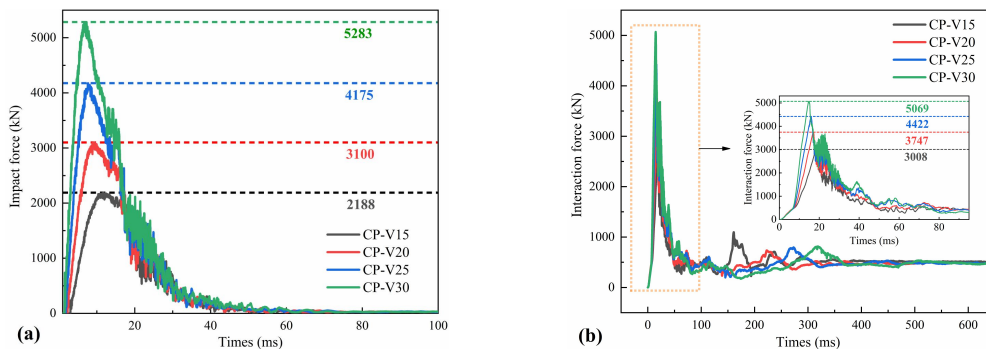 5283
4175
3100
2188
5000
4000
3000
2000
1000
0
Impact force (kN)
CP-V15
CP-V20
CP-V25
CP-V30
(a)
0 20 40 60 80 100
Times (ms)
5000
4000
3000
2000
1000
0
Interaction force (kN)
CP-V15
CP-V20
CP-V25
CP-V30
5000
4000
3000
2000
1000
0
Interaction force (kN)
5069
4422
3747
3008
0 20 40 60 80
Times (ms)
(b)
0 100 200 300 400 500 600
Times (ms)